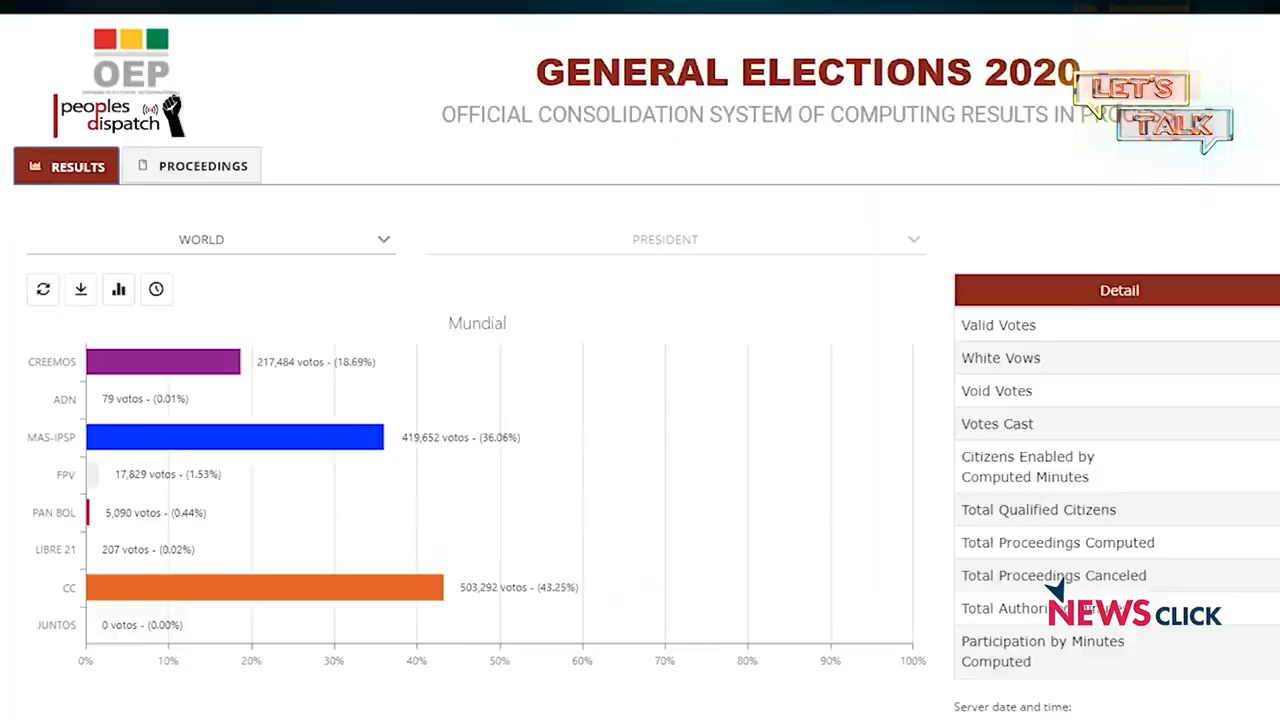 OEP
peoples
dispatch
GENERAL ELECTIONS 2020
OFFICIAL CONSOLIDATION SYSTEM OF COMPUTING RESULTS IN
LET'S
TALK
RESULTS
PROCEEDINGS
WORLD
PRESIDENT
Mundial
CREEMOS 217,484 votos - (18.69%)
ADN 79 votos - (0.01%)
MAS-IPSP 419,652 votos - (36.06%)
FPV 17,829 votos - (1.53%)
PAN BOL 5,090 votos - (0.44%)
LIBRE 21 207 votos - (0.02%)
CC 503,292 votos - (43.25%)
JUNTOS 0 votos - (0.00%)
0% 10% 20% 30% 40% 50% 60% 70% 80% 90% 100%
Detail
Valid Votes
White Vows
Void Votes
Votes Cast
Citizens Enabled by
Computed Minutes
Total Qualified Citizens
Total Proceedings Computed
Total Proceedings Canceled
Total
NEWSCLICK
Participation by Minutes
Computed
Server date and time: